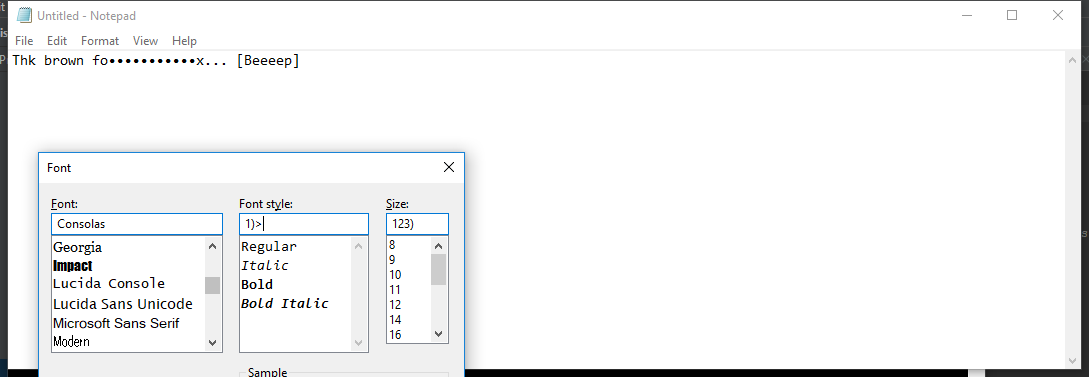 Untitled - Notepad
File Edit Format View Help
Thk brown fo•••••••••••x... [Beeeep]
Font
Font: Font style: Size:
Consolas 1)> 123)
Georgia
Impact
Lucida Console
Lucida Sans Unicode
Microsoft Sans Serif
Modern
Regular
Italic
Bold
Bold Italic
8
9
10
11
12
14
16
Sample